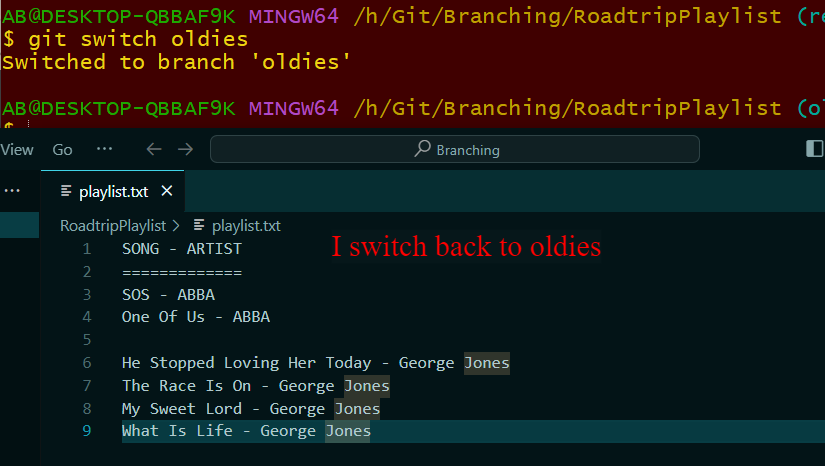 AB@DESKTOP-QBBAF9K MINGW64 /h/Git/Branching/RoadtripPlaylist (re
$ git switch oldies
Switched to branch 'oldies'
AB@DESKTOP-QBBAF9K MINGW64 /h/Git/Branching/RoadtripPlaylist (ol
$
View Go ··· ← → Branching
··· playlist.txt ×
RoadtripPlaylist > playlist.txt
I switch back to oldies
1 SONG - ARTIST
2 =============
3 SOS - ABBA
4 One Of Us - ABBA
5
6 He Stopped Loving Her Today - George Jones
7 The Race Is On - George Jones
8 My Sweet Lord - George Jones
9 What Is Life - George Jones